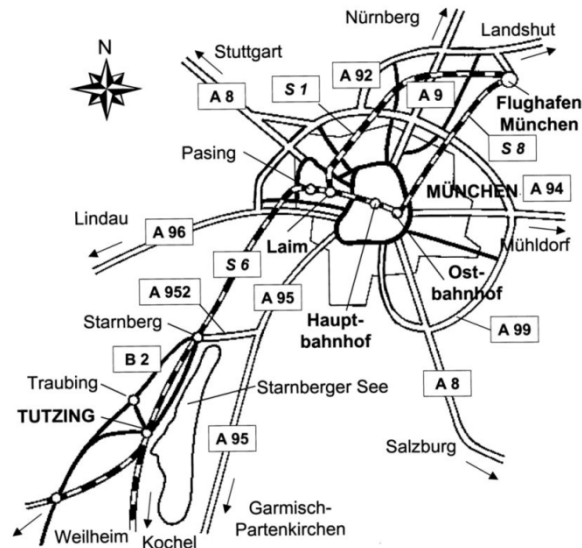 Nürnberg
Landshut
N
Stuttgart
A 92
A 8
S 1
A 9
Flughafen
München
Pasing
S 8
MÜNCHEN
A 94
Lindau
A 96
Laim
Mühldorf
S 6
Ost-
bahnhof
A 952
A 95
Haupt-
bahnhof
A 99
Starnberg
B 2
A 8
Traubing
Starnberger See
TUTZING
A 95
Salzburg
Garmisch-
Partenkirchen
Weilheim
Kochel